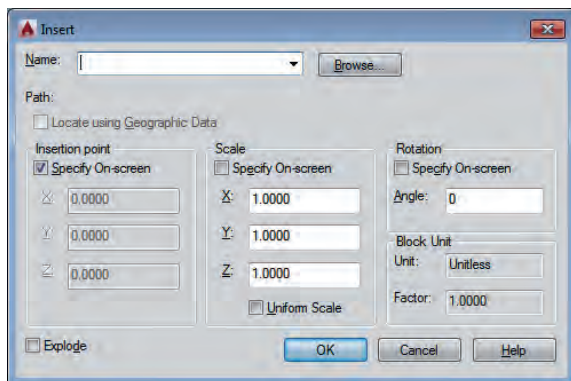 Insert
Name: Browse...
Path:
Locate using Geographic Data
Insertion point Scale Rotation
Specify On-screen Specify On-screen Specify On-screen
X: 0.0000 X: 1.0000 Angle: 0
Y: 0.0000 Y: 1.0000 Block Unit
Z: 0.0000 Z: 1.0000 Unit: Unitless
Uniform Scale Factor: 1.0000
Explode OK Cancel Help